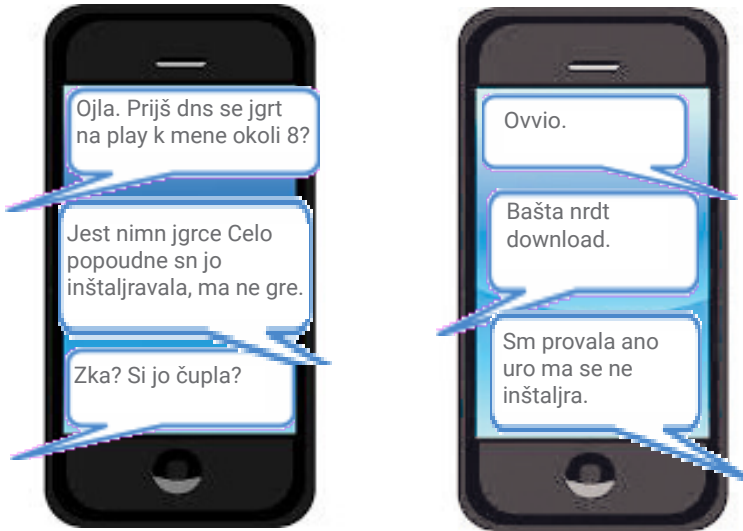 Ojla. Prijš dns se jgrt
na play k mene okoli 8?
Jest nimn jgrce Celo
popoudne sn jo
inštaljravala, ma ne gre.
Zka? Si jo čupla?
Ovvio.
Bašta nrdt
download.
Sm provala ano
uro ma se ne
inštaljra.